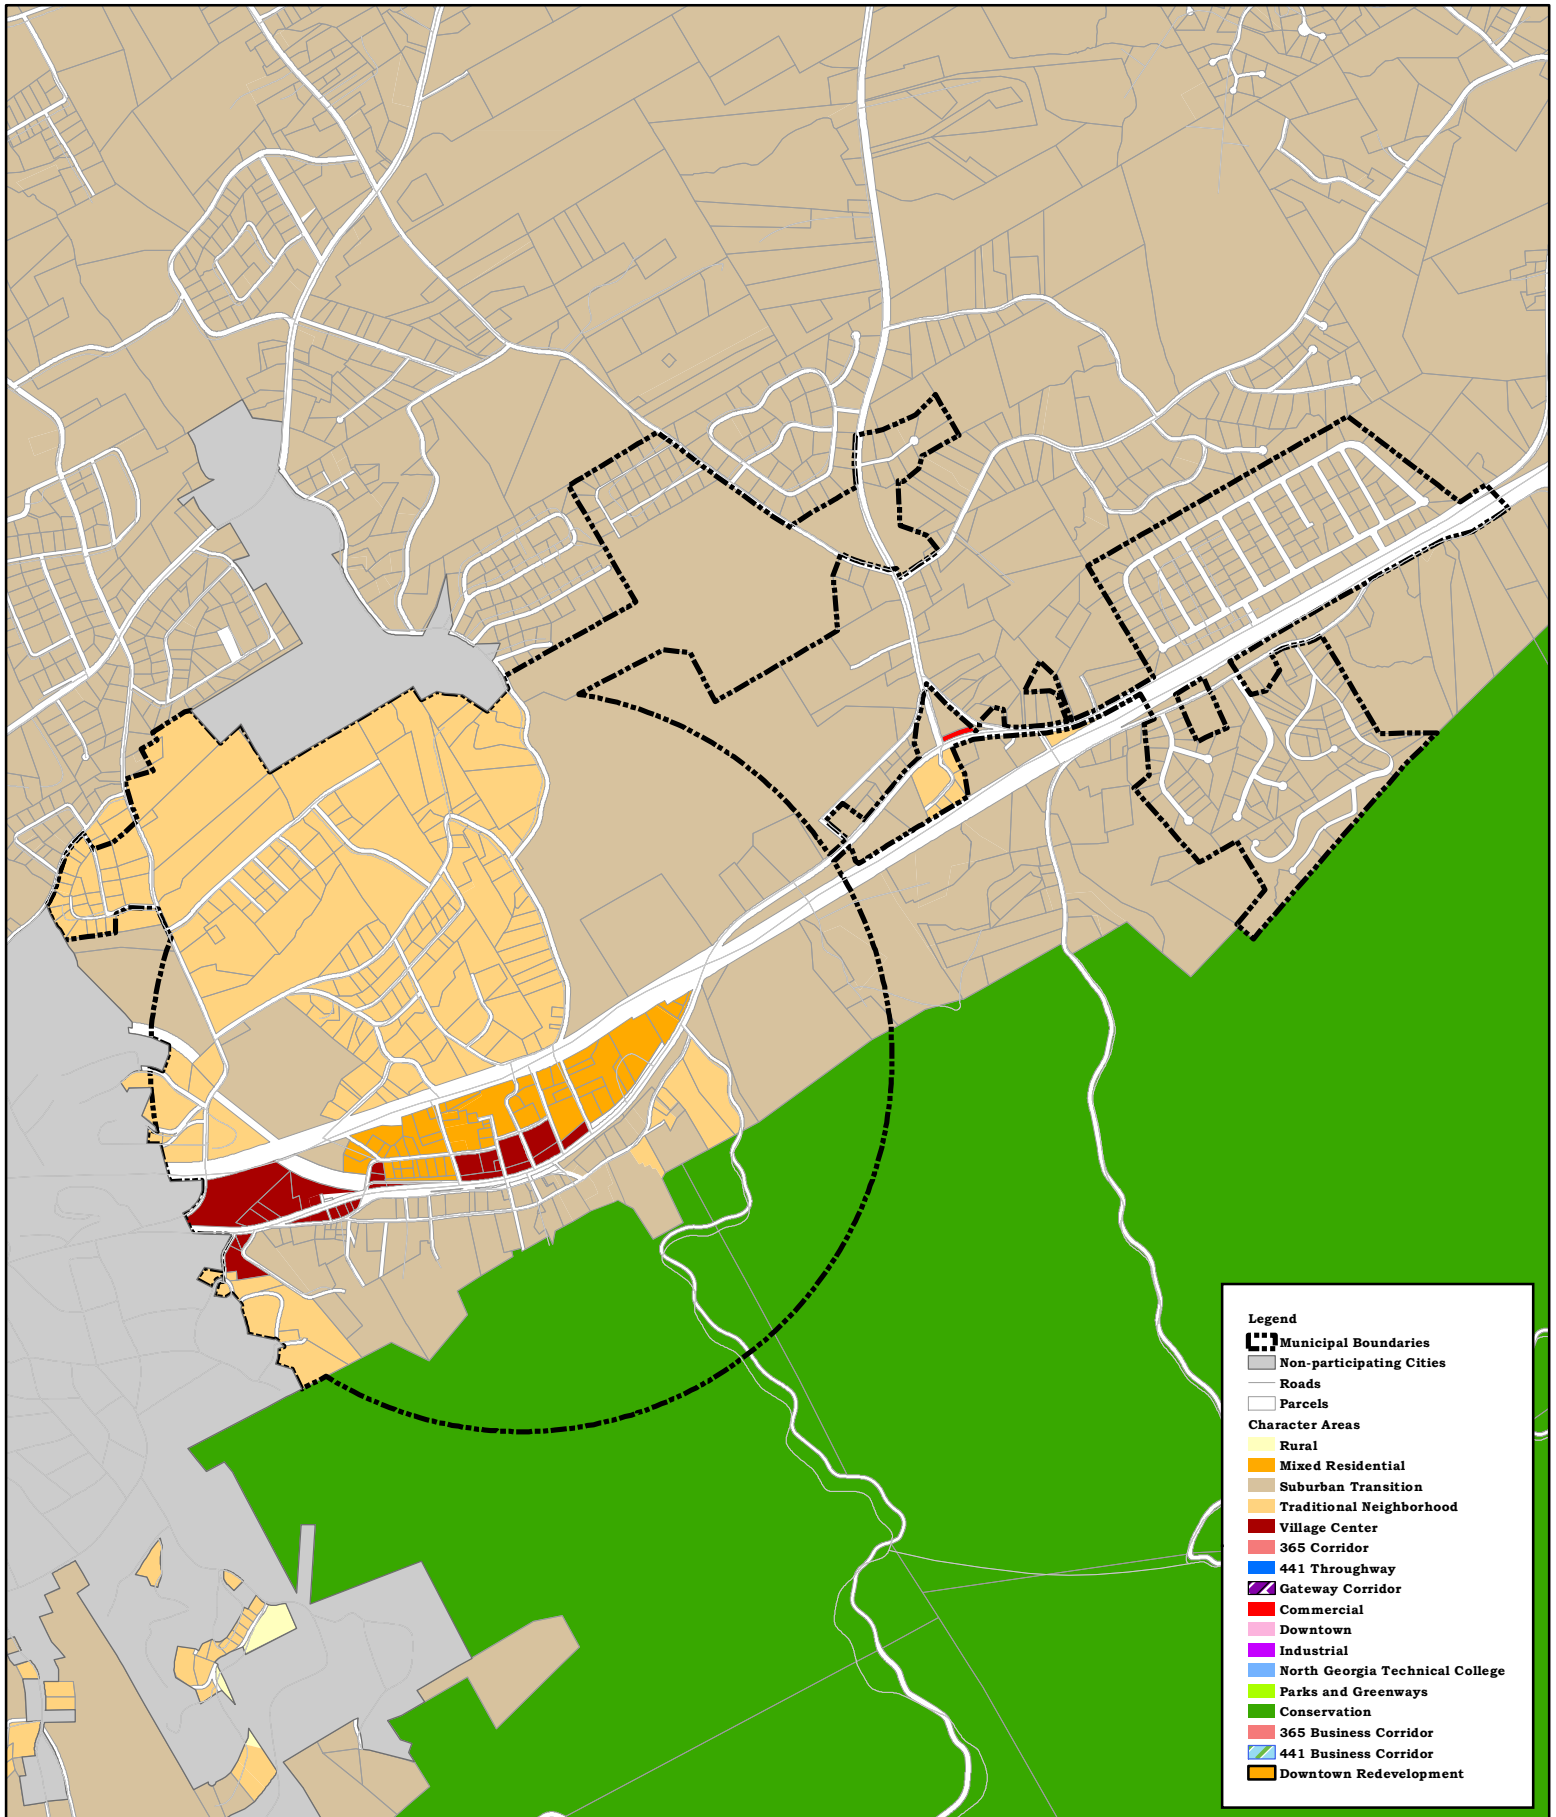 Legend
Municipal Boundaries
Non-participating Cities
Roads
Parcels
Character Areas
Rural
Mixed Residential
Suburban Transition
Traditional Neighborhood
Village Center
365 Corridor
441 Throughway
Gateway Corridor
Commercial
Downtown
Industrial
North Georgia Technical College
Parks and Greenways
Conservation
365 Business Corridor
441 Business Corridor
Downtown Redevelopment